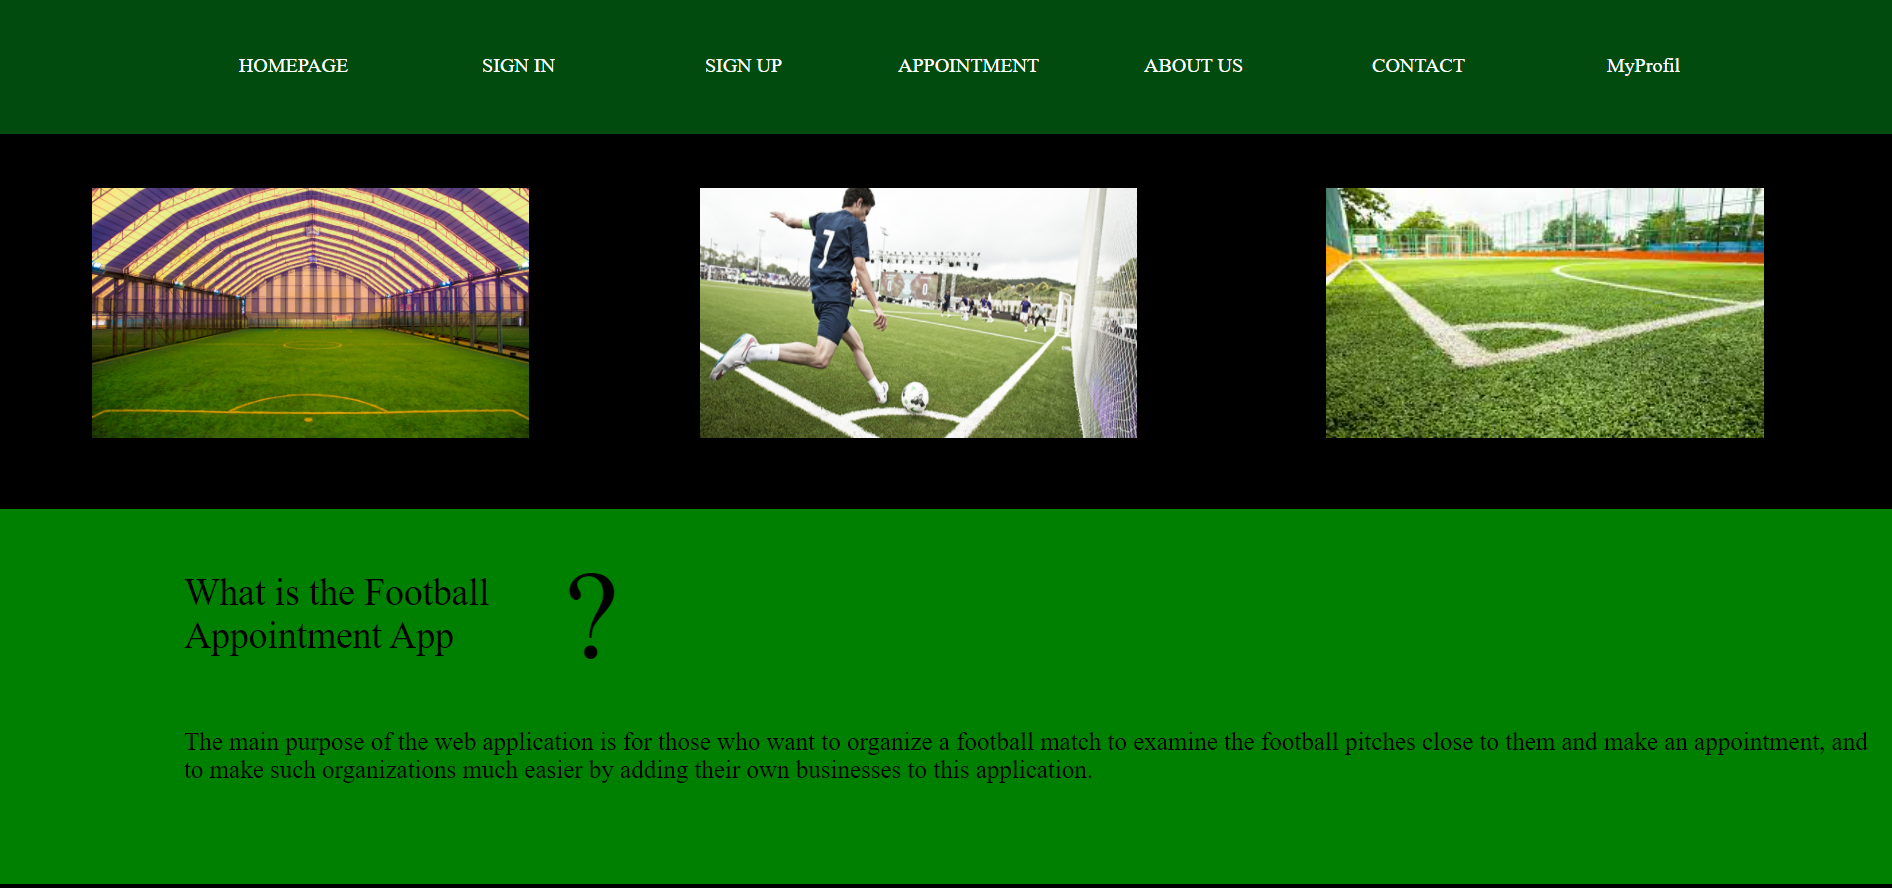 HOMEPAGE SIGN IN SIGN UP APPOINTMENT ABOUT US CONTACT MyProfil
7
What is the Football
Appointment App
?
The main purpose of the web application is for those who want to organize a football match to examine the football pitches close to them and make an appointment, and
to make such organizations much easier by adding their own businesses to this application.